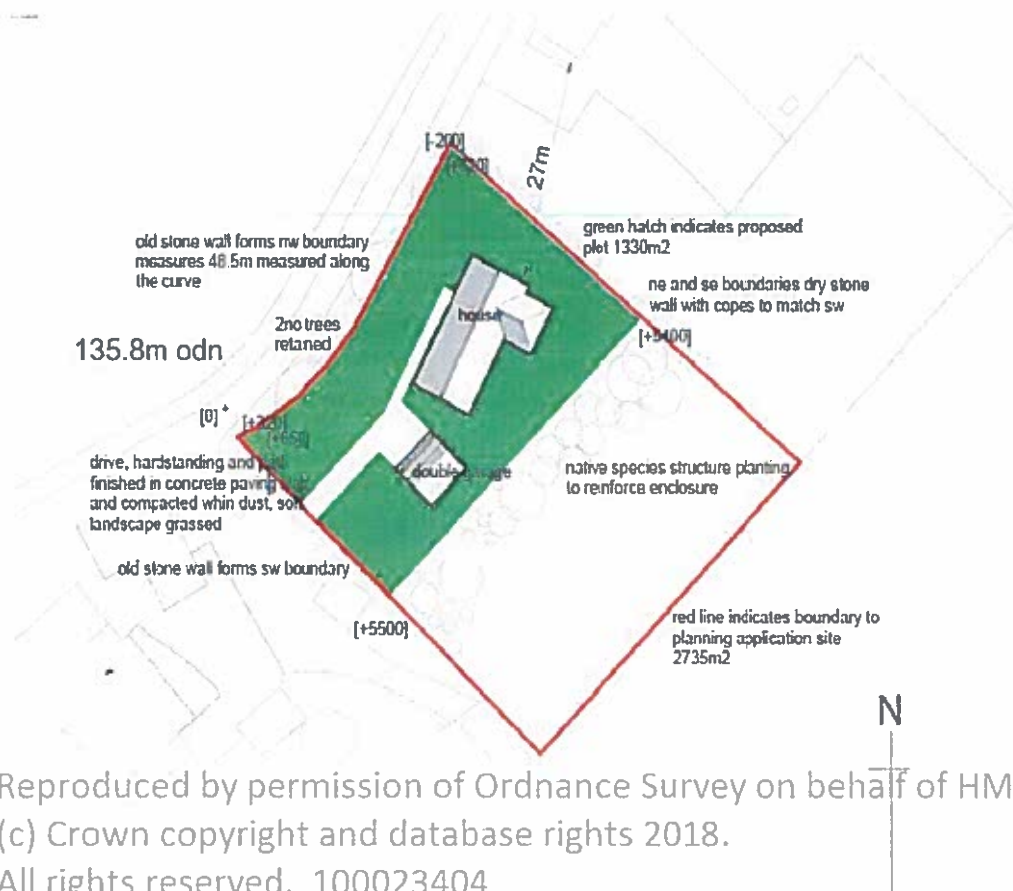 [-200]
27m
green hatch indicates proposed
plot 1330m2
old stone wall forms nw boundary
measures 48.5m measured along
the curve
ne and se boundaries dry stone
wall with copes to match sw
house
2no trees
retained
[+5400]
135.8m odn
[0]
drive, hardstanding and
finished in concrete paving
and compacted whin dust, soft
landscape grassed
double garage
native species structure planting
to reinforce enclosure
old stone wall forms sw boundary
[+5500]
red line indicates boundary to
planning application site
2735m2
N
Reproduced by permission of Ordnance Survey on behalf of HM
(c) Crown copyright and database rights 2018.
All rights reserved. 100023404